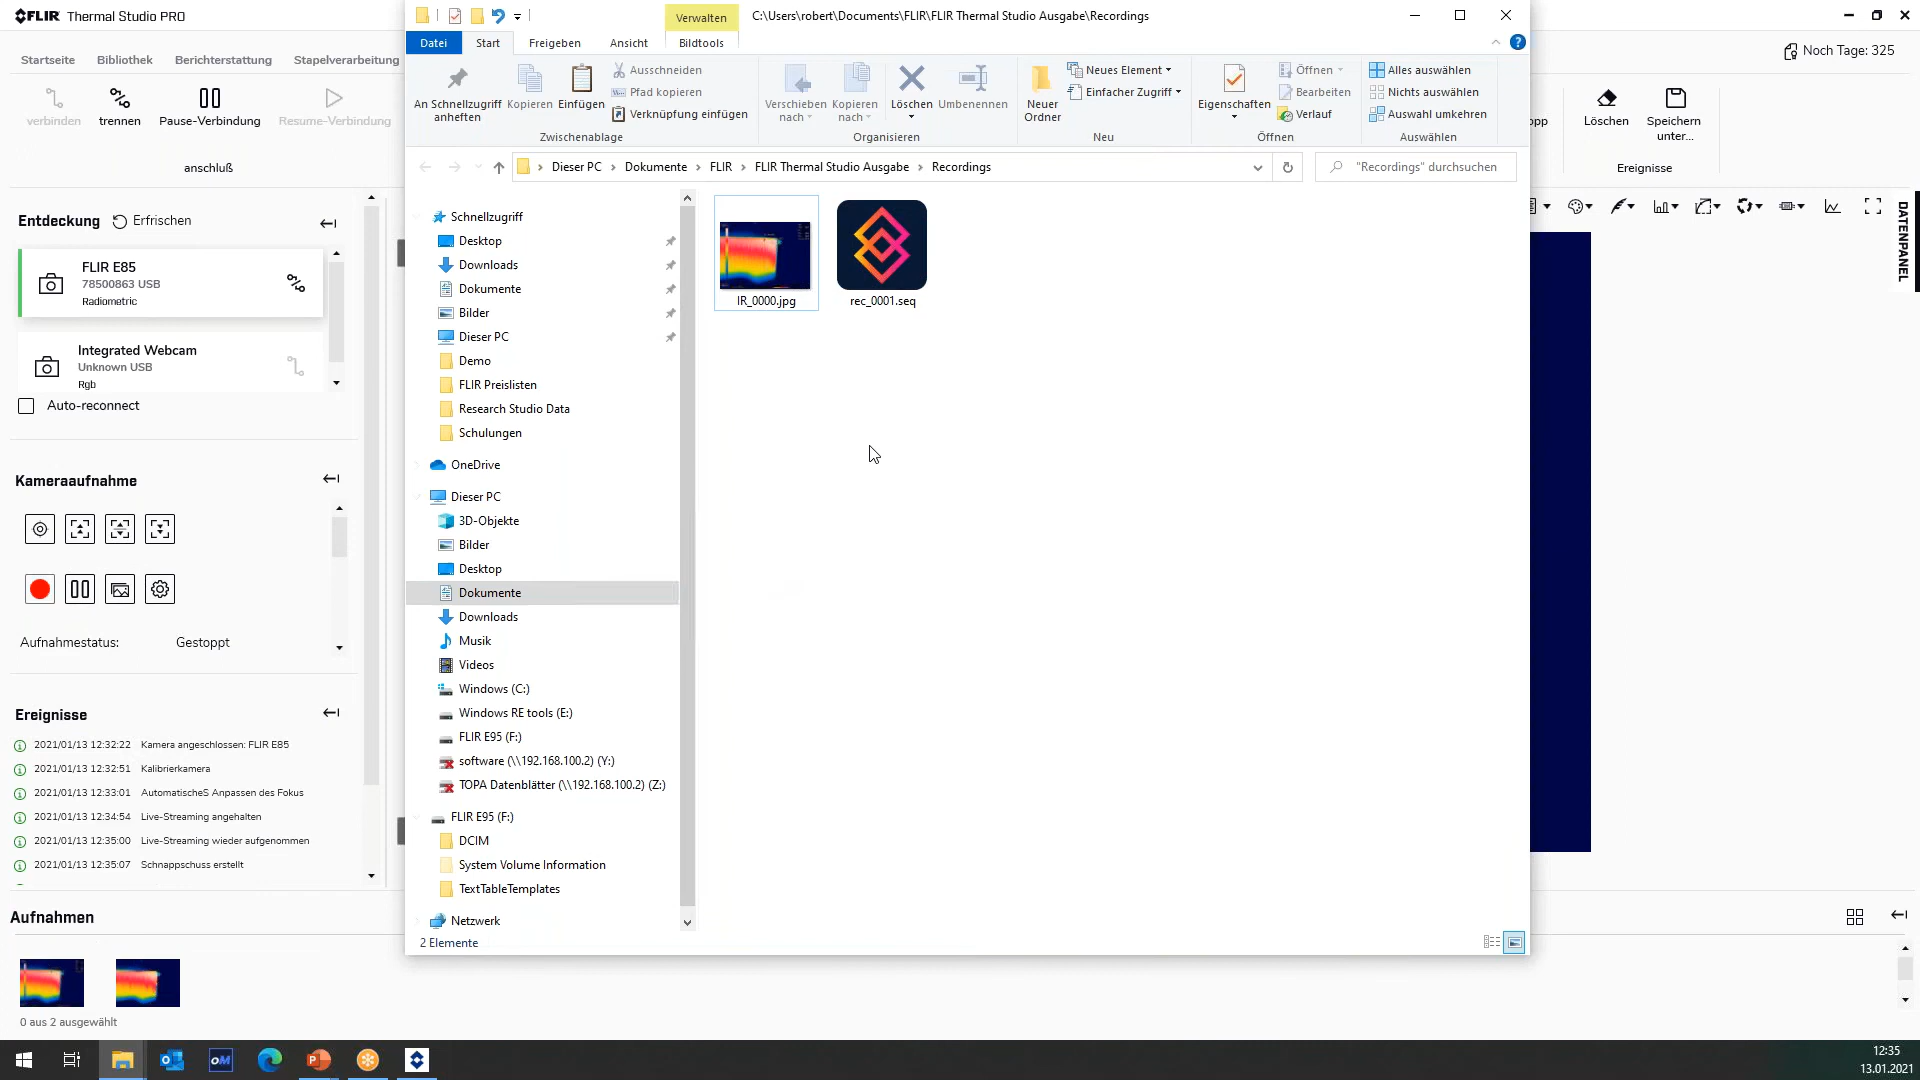 FLIR Thermal Studio PRO
Startseite
Bibliothek
Berichterstattung
Stapelverarbeitung
verbinden
trennen
Pause-Verbindung
Resume-Verbindung
anschluß
Entdeckung
Erfrischen
FLIR E85
78500863 USB
Radiometric
Integrated Webcam
Unknown USB
Rgb
Auto-reconnect
Kameraaufnahme
Aufnahmestatus:
Gestoppt
Ereignisse
2021/01/13 12:32:22 Kamera angeschlossen: FLIR E85
2021/01/13 12:32:51 Kalibrierkamera
2021/01/13 12:33:01 AutomatischeS Anpassen des Fokus
2021/01/13 12:34:54 Live-Streaming angehalten
2021/01/13 12:35:00 Live-Streaming wieder aufgenommen
2021/01/13 12:35:07 Schnappschuss erstellt
Aufnahmen
0 aus 2 ausgewählt
Verwalten
C:\Users\robert\Documents\FLIR\FLIR Thermal Studio Ausgabe\Recordings
Datei
Start
Freigeben
Ansicht
Bildtools
An Schnellzugriff
anheften
Kopieren
Einfügen
Ausschneiden
Pfad kopieren
Verknüpfung einfügen
Zwischenablage
Verschieben
nach
Kopieren
nach
Löschen
Umbenennen
Organisieren
Neuer
Ordner
Neues Element
Einfacher Zugriff
Neu
Eigenschaften
Öffnen
Bearbeiten
Verlauf
Öffnen
Alles auswählen
Nichts auswählen
Auswahl umkehren
Auswählen
Dieser PC
Dokumente
FLIR
FLIR Thermal Studio Ausgabe
Recordings
"Recordings" durchsuchen
Schnellzugriff
Desktop
Downloads
Dokumente
Bilder
Dieser PC
Demo
FLIR Preislisten
Research Studio Data
Schulungen
OneDrive
Dieser PC
3D-Objekte
Bilder
Desktop
Dokumente
Downloads
Musik
Videos
Windows (C:)
Windows RE tools (E:)
FLIR E95 (F:)
software (\\192.168.100.2) (Y:)
TOPA Datenblätter (\\192.168.100.2) (Z:)
FLIR E95 (F:)
DCIM
System Volume Information
TextTableTemplates
Netzwerk
2 Elemente
IR_0000.jpg
rec_0001.seq
Noch Tage: 325
opp
Löschen
Speichern
unter...
Ereignisse
DATENPANEL
12:35
13.01.2021